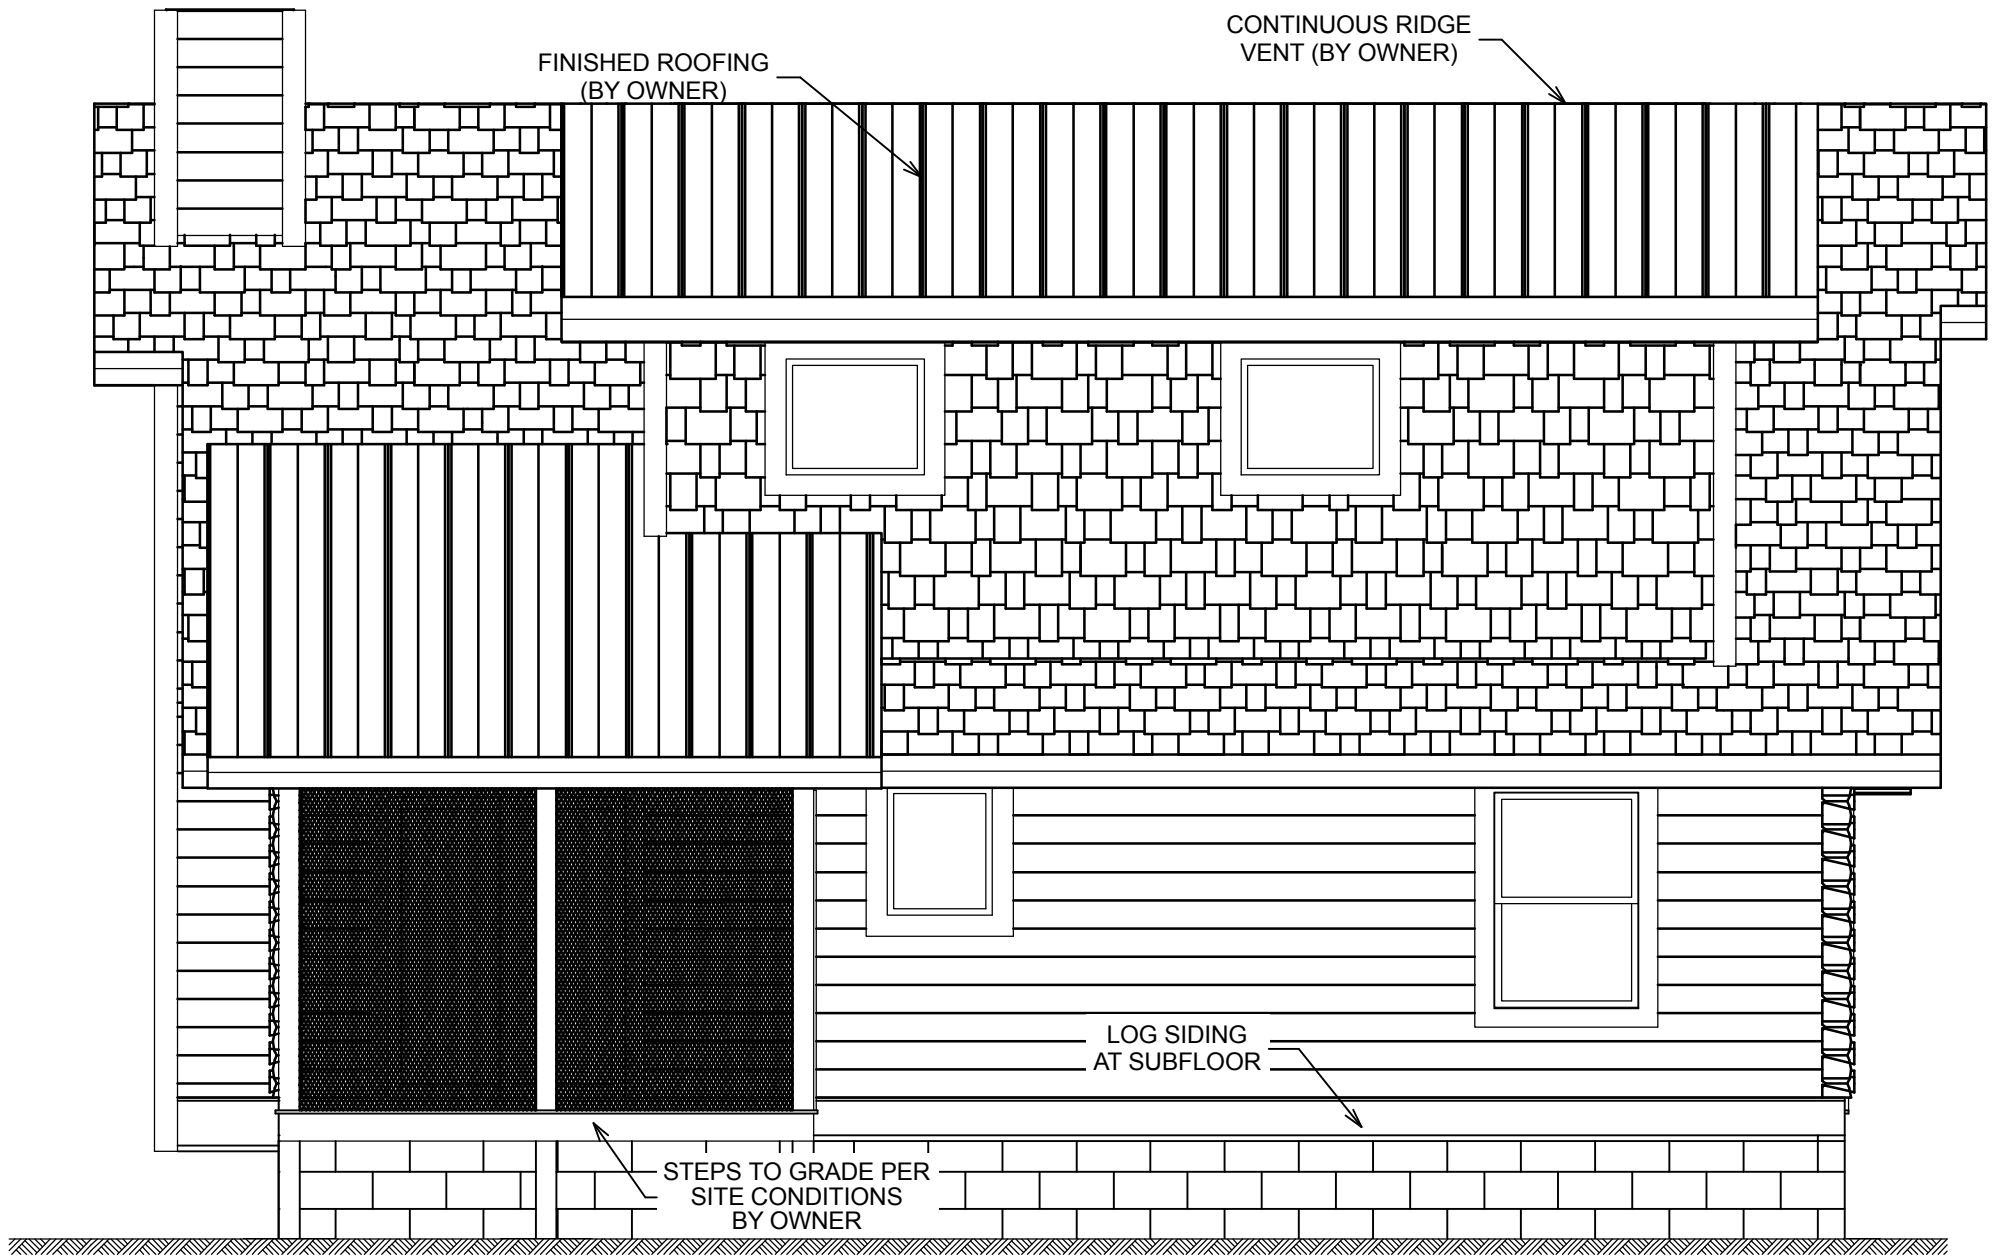 CONTINUOUS RIDGE
VENT (BY OWNER)
FINISHED ROOFING
(BY OWNER)
LOG SIDING
AT SUBFLOOR
STEPS TO GRADE PER
SITE CONDITIONS
BY OWNER